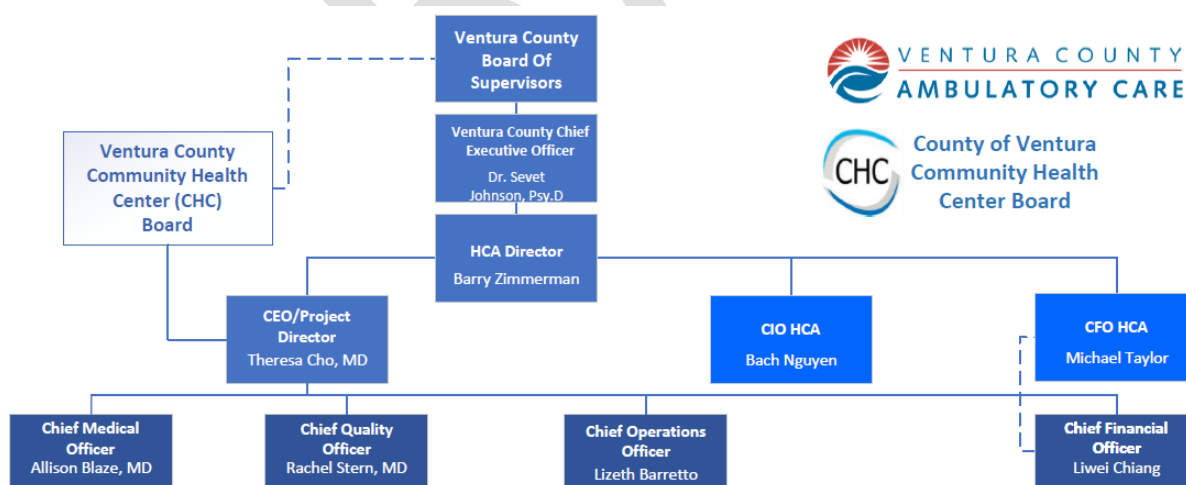 Ventura County
Board Of
Supervisors
VENTURA COUNTY
AMBULATORY CARE
Ventura County Chief
Executive Officer
Dr. Sevet
Johnson, Psy.D
Ventura County
Community Health
Center (CHC)
Board
CHC
County of Ventura
Community Health
Center Board
HCA Director
Barry Zimmerman
CEO/Project
Director
Theresa Cho, MD
CIO HCA
Bach Nguyen
CFO HCA
Michael Taylor
Chief Medical
Officer
Allison Blaze, MD
Chief Quality
Officer
Rachel Stern, MD
Chief Operations
Officer
Lizeth Barretto
Chief Financial
Officer
Liwei Chiang